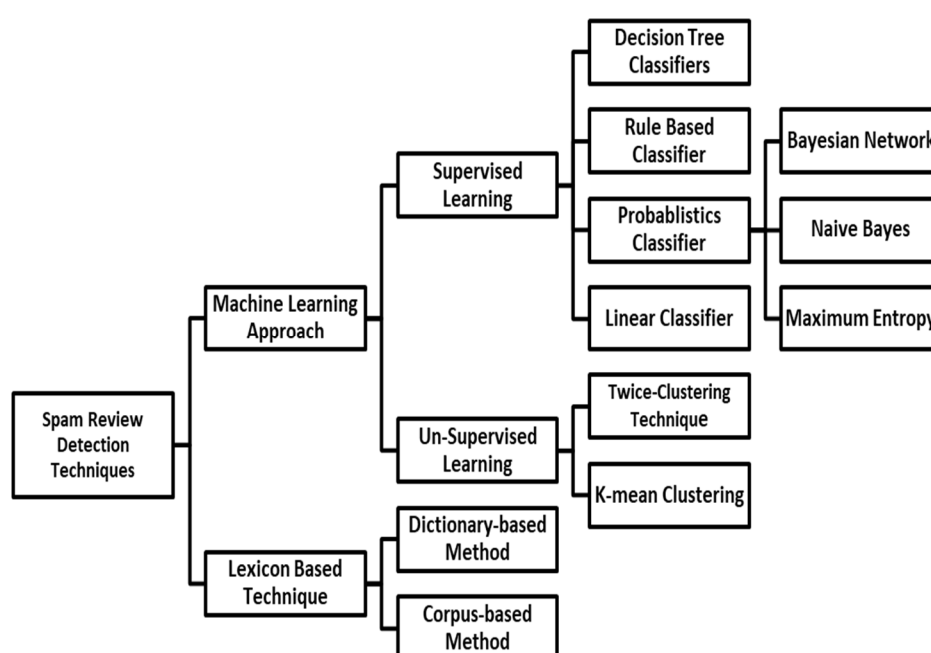 Decision Tree
Classifiers
Rule Based
Classifier
Bayesian Network
Supervised
Learning
Probablistics
Classifier
Naive Bayes
Machine Learning
Approach
Linear Classifier
Maximum Entropy
Spam Review
Detection
Techniques
Twice-Clustering
Technique
Un-Supervised
Learning
K-mean Clustering
Dictionary-based
Method
Lexicon Based
Technique
Corpus-based
Method